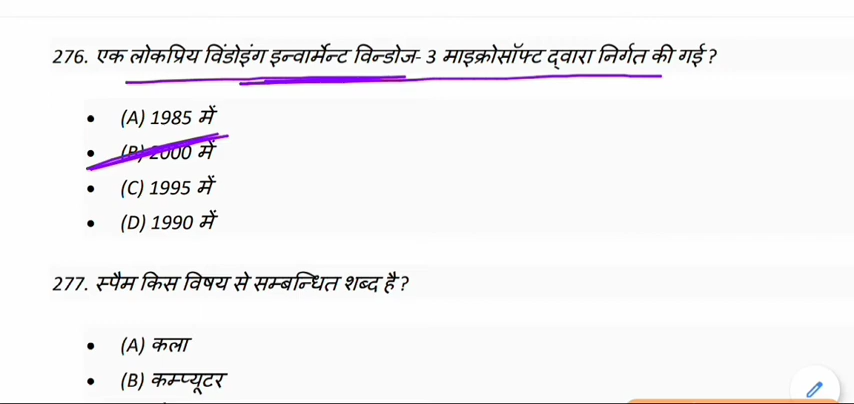 276. एक लोकप्रिय विंडोइंग इन्वार्मेन्ट विन्डोज- 3 माइक्रोसॉफ्ट द्वारा निर्गत की गई?
(A) 1985 में
(B) 2000 में
(C) 1995 में
(D) 1990 में
277. स्पैम किस विषय से सम्बन्धित शब्द है?
(A) कला
(B) कम्प्यूटर